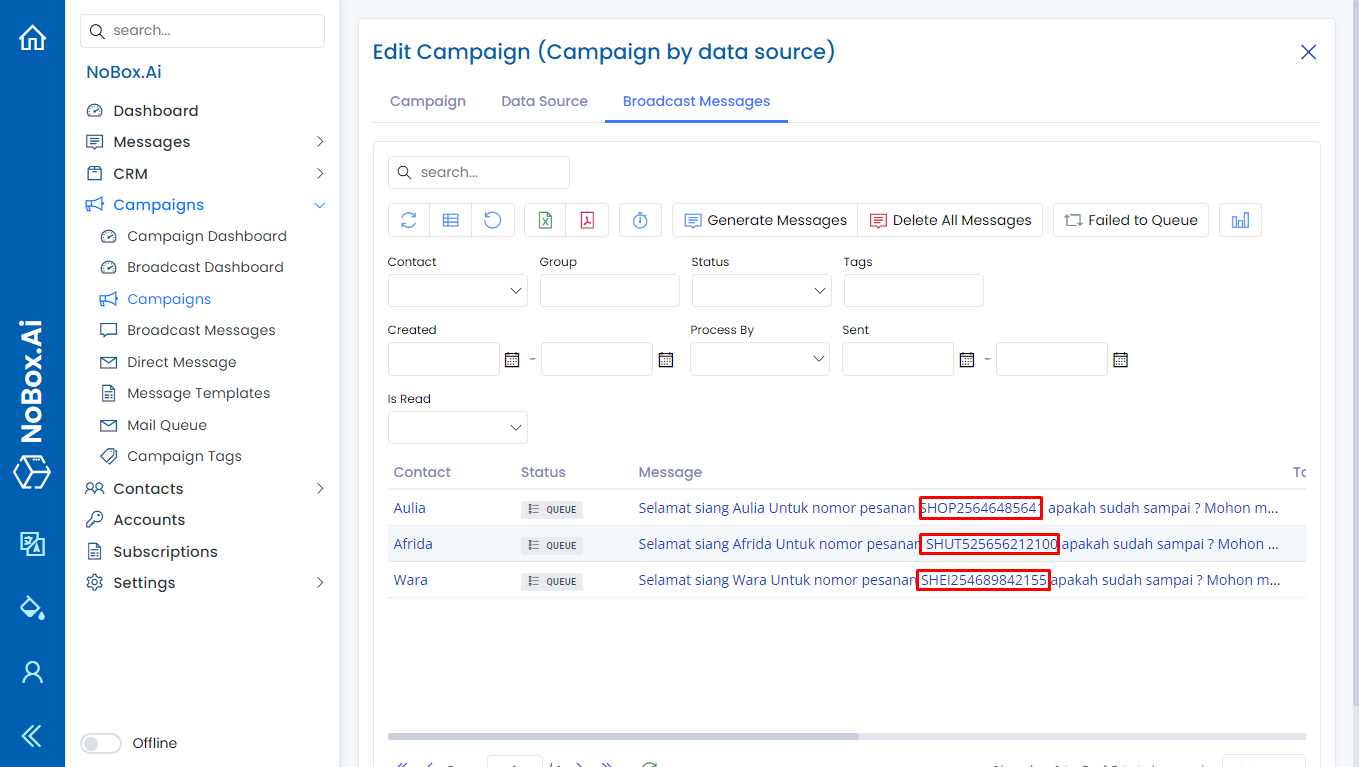 search...
NoBox.Ai
Dashboard
Messages
CRM
Campaigns
Campaign Dashboard
Broadcast Dashboard
Campaigns
Broadcast Messages
Direct Message
Message Templates
Mail Queue
Campaign Tags
Contacts
Accounts
Subscriptions
Settings
Offline
NoBox.Ai
Edit Campaign (Campaign by data source)
Campaign Data Source Broadcast Messages
search...
Generate Messages Delete All Messages Failed to Queue
Contact Group Status Tags
Created Process By Sent
–
–
Is Read
Contact Status Message
Aulia QUEUE Selamat siang Aulia Untuk nomor pesanan SHOP25646485641 apakah sudah sampai ? Mohon m...
Afrida QUEUE Selamat siang Afrida Untuk nomor pesanan SHUT525656212100 apakah sudah sampai ? Mohon ...
Wara QUEUE Selamat siang Wara Untuk nomor pesanan SHEI254689842155 apakah sudah sampai ? Mohon m...